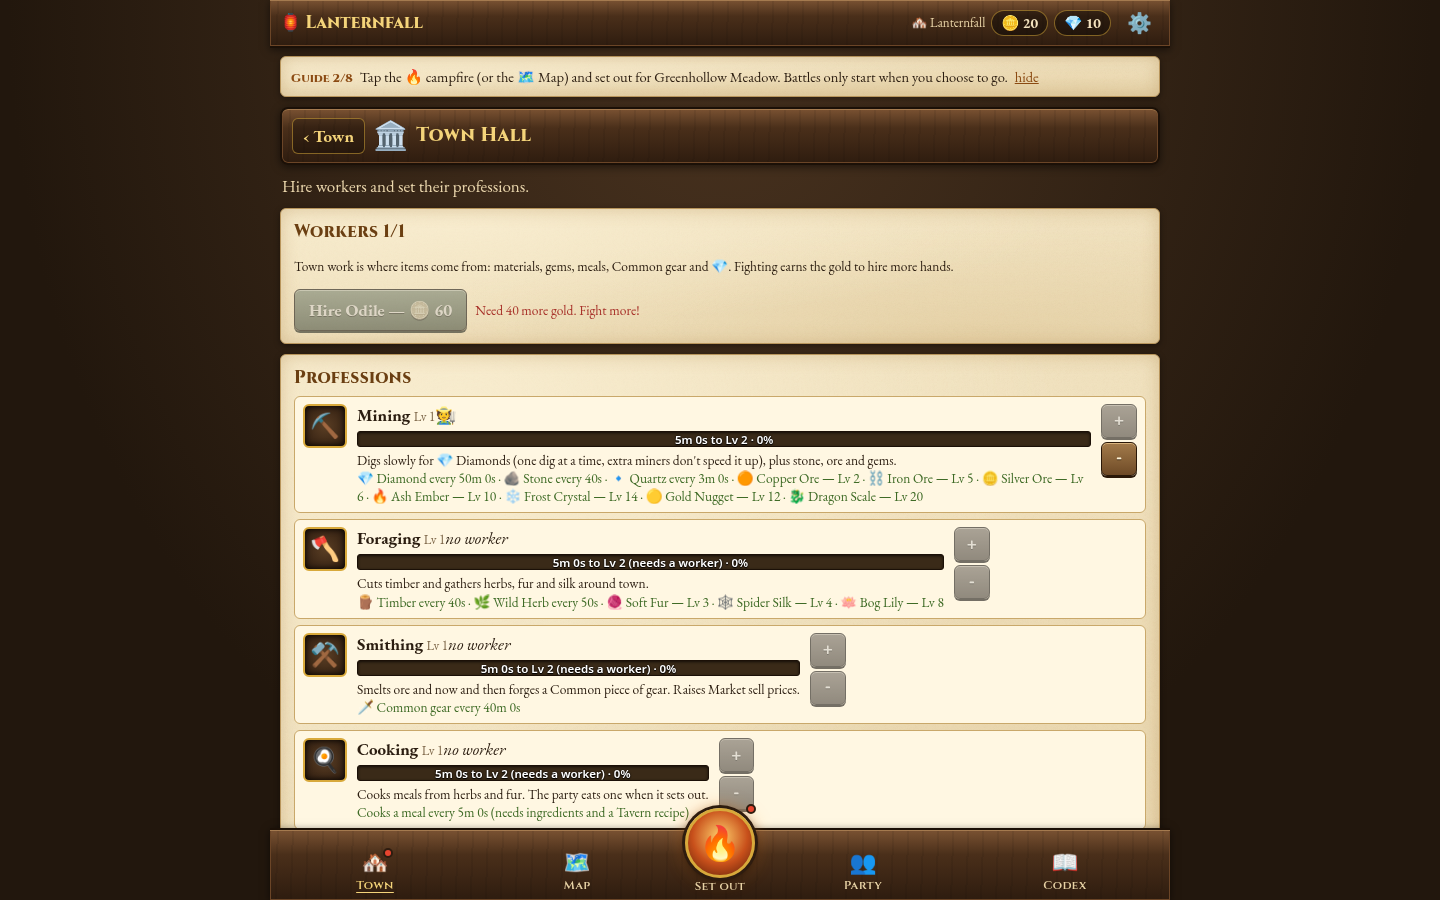 Lanternfall
Lanternfall 20 10
Guide 2/8 Tap the 🔥 campfire (or the 🗺️ Map) and set out for Greenhollow Meadow. Battles only start when you choose to go. hide
‹ Town
Town Hall
Hire workers and set their professions.
Workers 1/1
Town work is where items come from: materials, gems, meals, Common gear and 💎. Fighting earns the gold to hire more hands.
Hire Odile — 🪙 60
Need 40 more gold. Fight more!
Professions
Mining Lv 1
+
5m 0s to Lv 2 · 0%
-
Digs slowly for 💎 Diamonds (one dig at a time, extra miners don't speed it up), plus stone, ore and gems.
💎 Diamond every 50m 0s · 🪨 Stone every 40s · 🔹 Quartz every 3m 0s · 🟠 Copper Ore — Lv 2 · ⛓️ Iron Ore — Lv 5 · 🪙 Silver Ore — Lv
6 · 🔥 Ash Ember — Lv 10 · ❄️ Frost Crystal — Lv 14 · 🟡 Gold Nugget — Lv 12 · 🐉 Dragon Scale — Lv 20
Foraging Lv 1 no worker
+
5m 0s to Lv 2 (needs a worker) · 0%
-
Cuts timber and gathers herbs, fur and silk around town.
🪵 Timber every 40s · 🌿 Wild Herb every 50s · 🧶 Soft Fur — Lv 3 · 🕸️ Spider Silk — Lv 4 · 🪷 Bog Lily — Lv 8
Smithing Lv 1 no worker
+
5m 0s to Lv 2 (needs a worker) · 0%
-
Smelts ore and now and then forges a Common piece of gear. Raises Market sell prices.
🗡️ Common gear every 40m 0s
Cooking Lv 1 no worker
+
5m 0s to Lv 2 (needs a worker) · 0%
-
Cooks meals from herbs and fur. The party eats one when it sets out.
Cooks a meal every 5m 0s (needs ingredients and a Tavern recipe)
Town
Map
Set out
Party
Codex